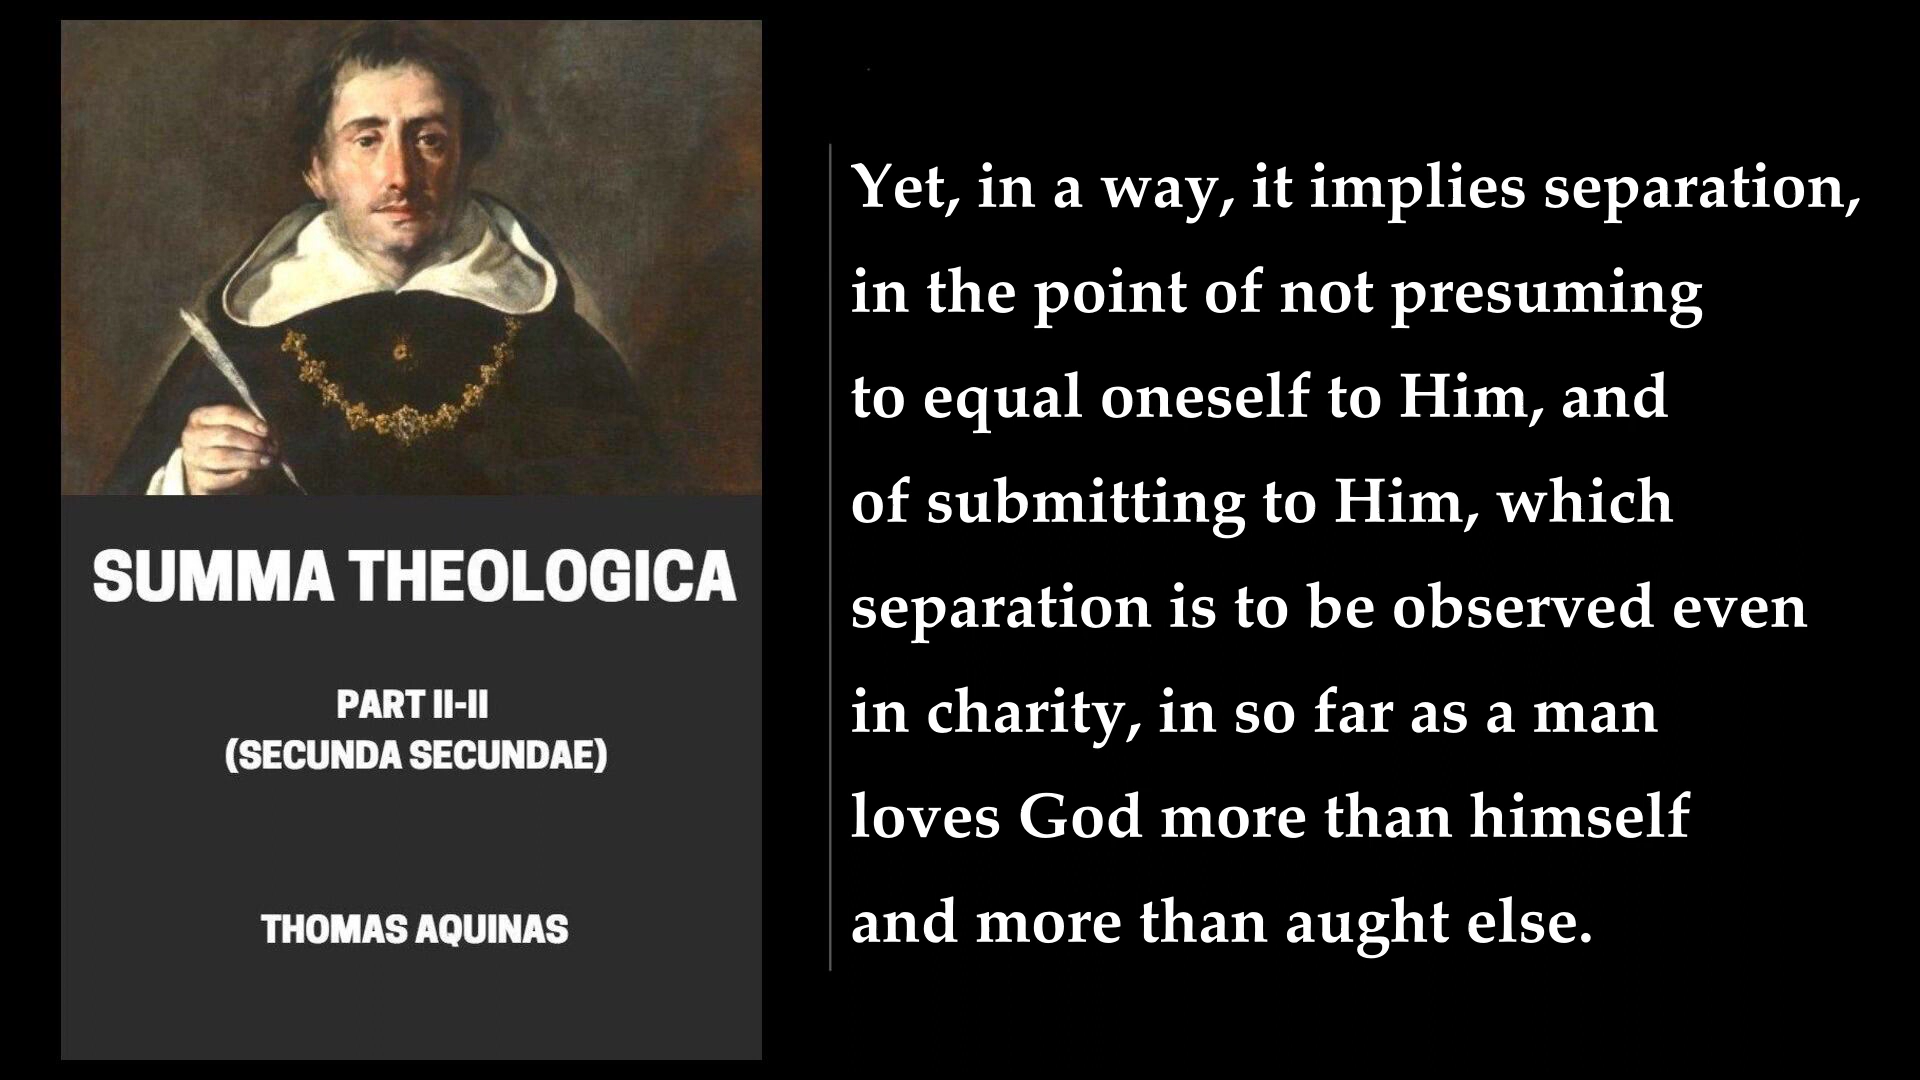 SUMMA THEOLOGICA
PART II-II
(SECUNDA SECUNDAE)
THOMAS AQUINAS
Yet, in a way, it implies separation,
in the point of not presuming
to equal oneself to Him, and
of submitting to Him, which
separation is to be observed even
in charity, in so far as a man
loves God more than himself
and more than aught else.